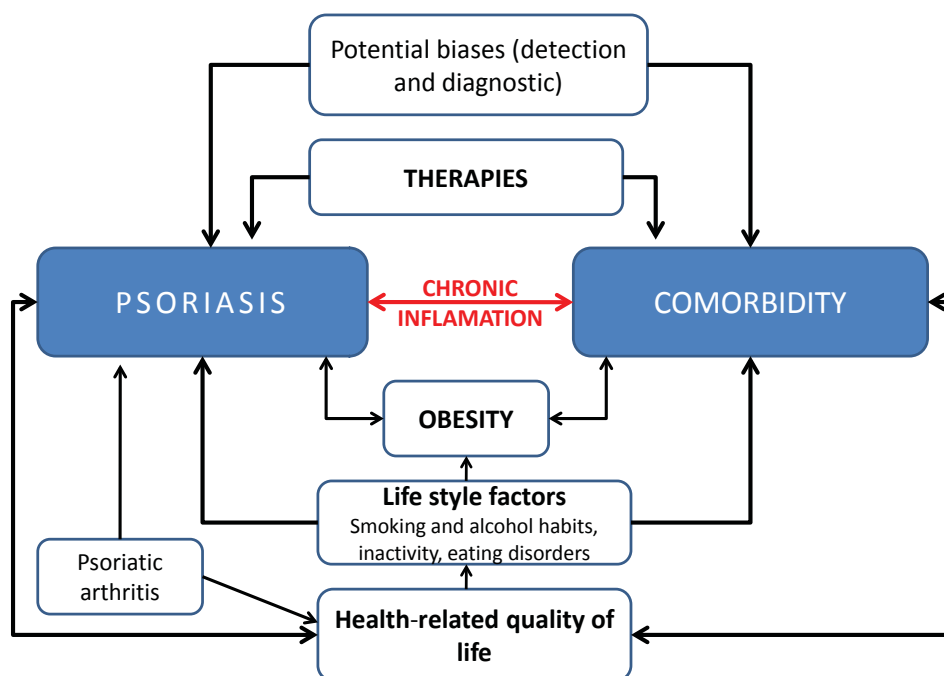 Potential biases (detection
and diagnostic)
THERAPIES
PSORIASIS
CHRONIC
INFLAMATION
COMORBIDITY
OBESITY
Life style factors
Smoking and alcohol habits,
inactivity, eating disorders
Psoriatic
arthritis
Health-related quality of
life